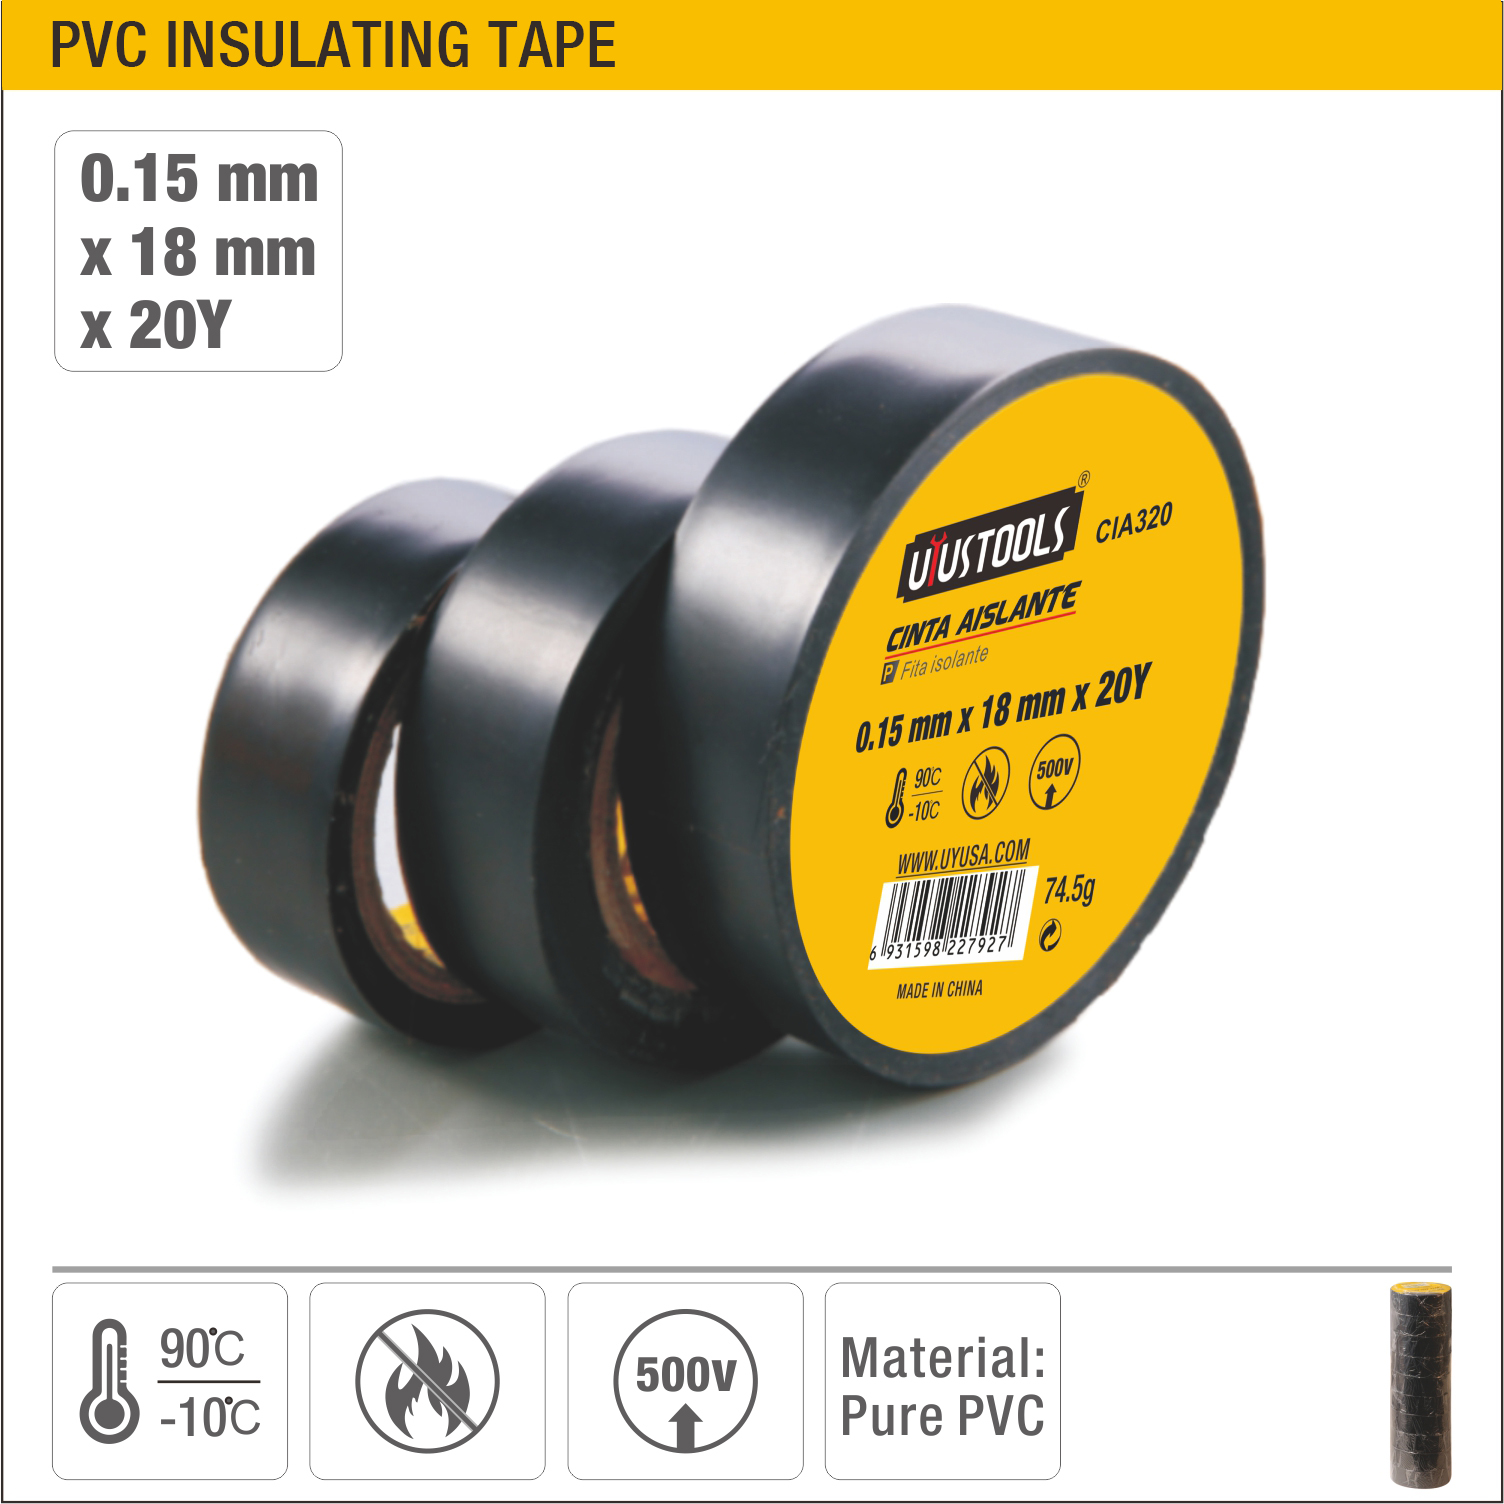 PVC INSULATING TAPE
0.15 mm
x 18 mm
x 20Y
UYUSTOOLS ®
CIA320
CINTA AISLANTE
P Fita isolante
0.15 mm x 18 mm x 20Y
90°C
-10°C
500V
WWW.UYUSA.COM
6 931598 227927
74.5g
MADE IN CHINA
90°C
-10°C
500V
Material:
Pure PVC